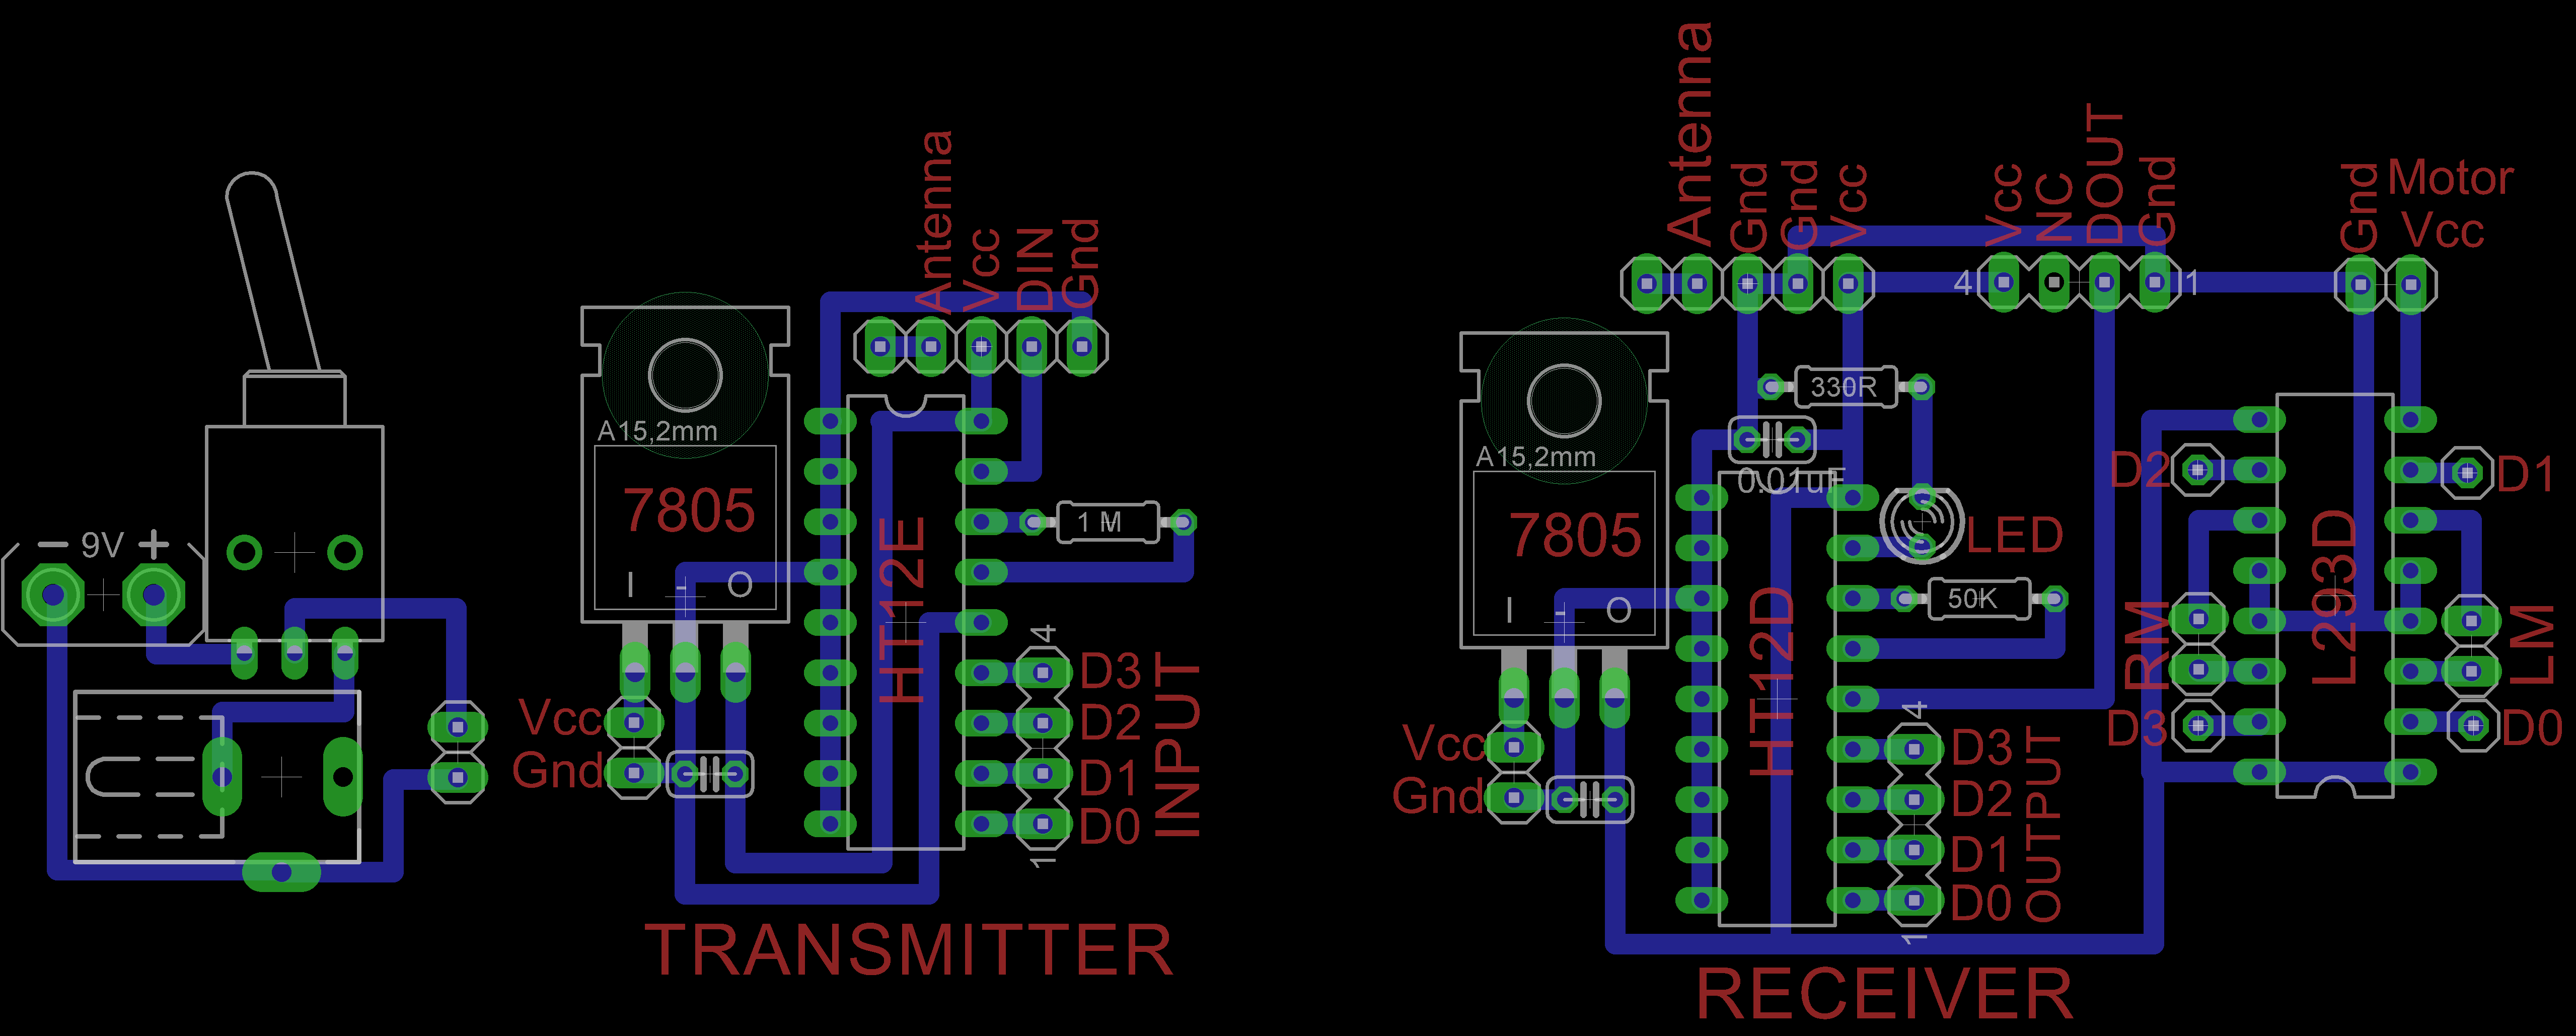 9V
A15,2mm
7805
I
-
O
Vcc
Gnd
Antenna
Vcc
DIN
Gnd
HT12E
1 M
4
D3
D2
D1
D0
1
INPUT
TRANSMITTER
A15,2mm
7805
I
-
O
Vcc
Gnd
Antenna
Gnd
Gnd
Vcc
330R
0.01uF
HT12D
LED
50K
4
D3
D2
D1
D0
1
OUTPUT
4
Vcc
NC
DOUT
Gnd
1
Gnd
Motor
Vcc
D2
D1
L293D
RM
LM
D3
D0
RECEIVER